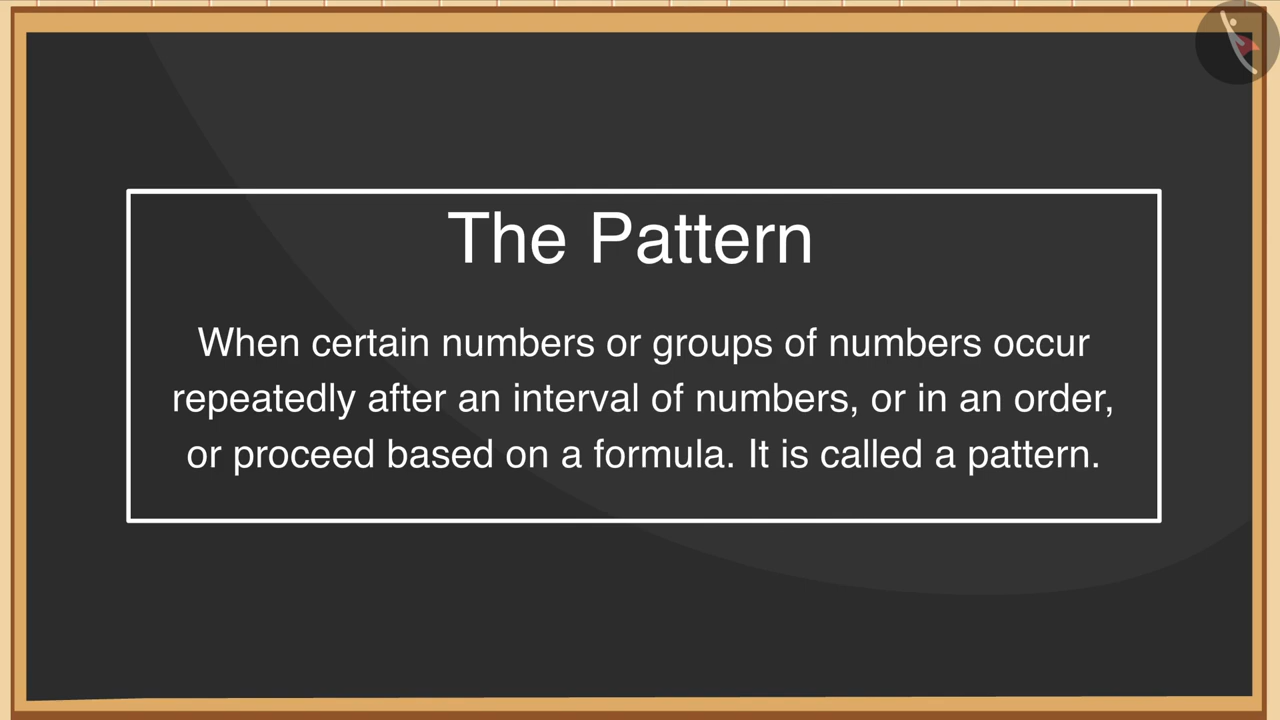 The Pattern
When certain numbers or groups of numbers occur
repeatedly after an interval of numbers, or in an order,
or proceed based on a formula. It is called a pattern.